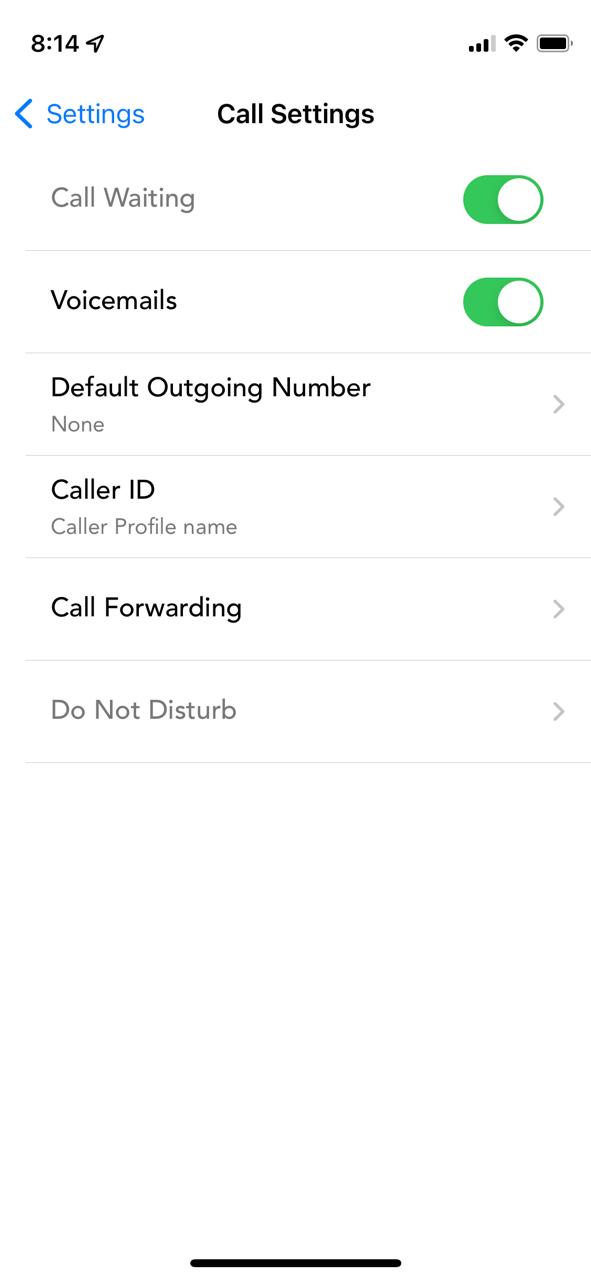 8:14
Settings
Call Settings
Call Waiting
Voicemails
Default Outgoing Number
None
Caller ID
Caller Profile name
Call Forwarding
Do Not Disturb